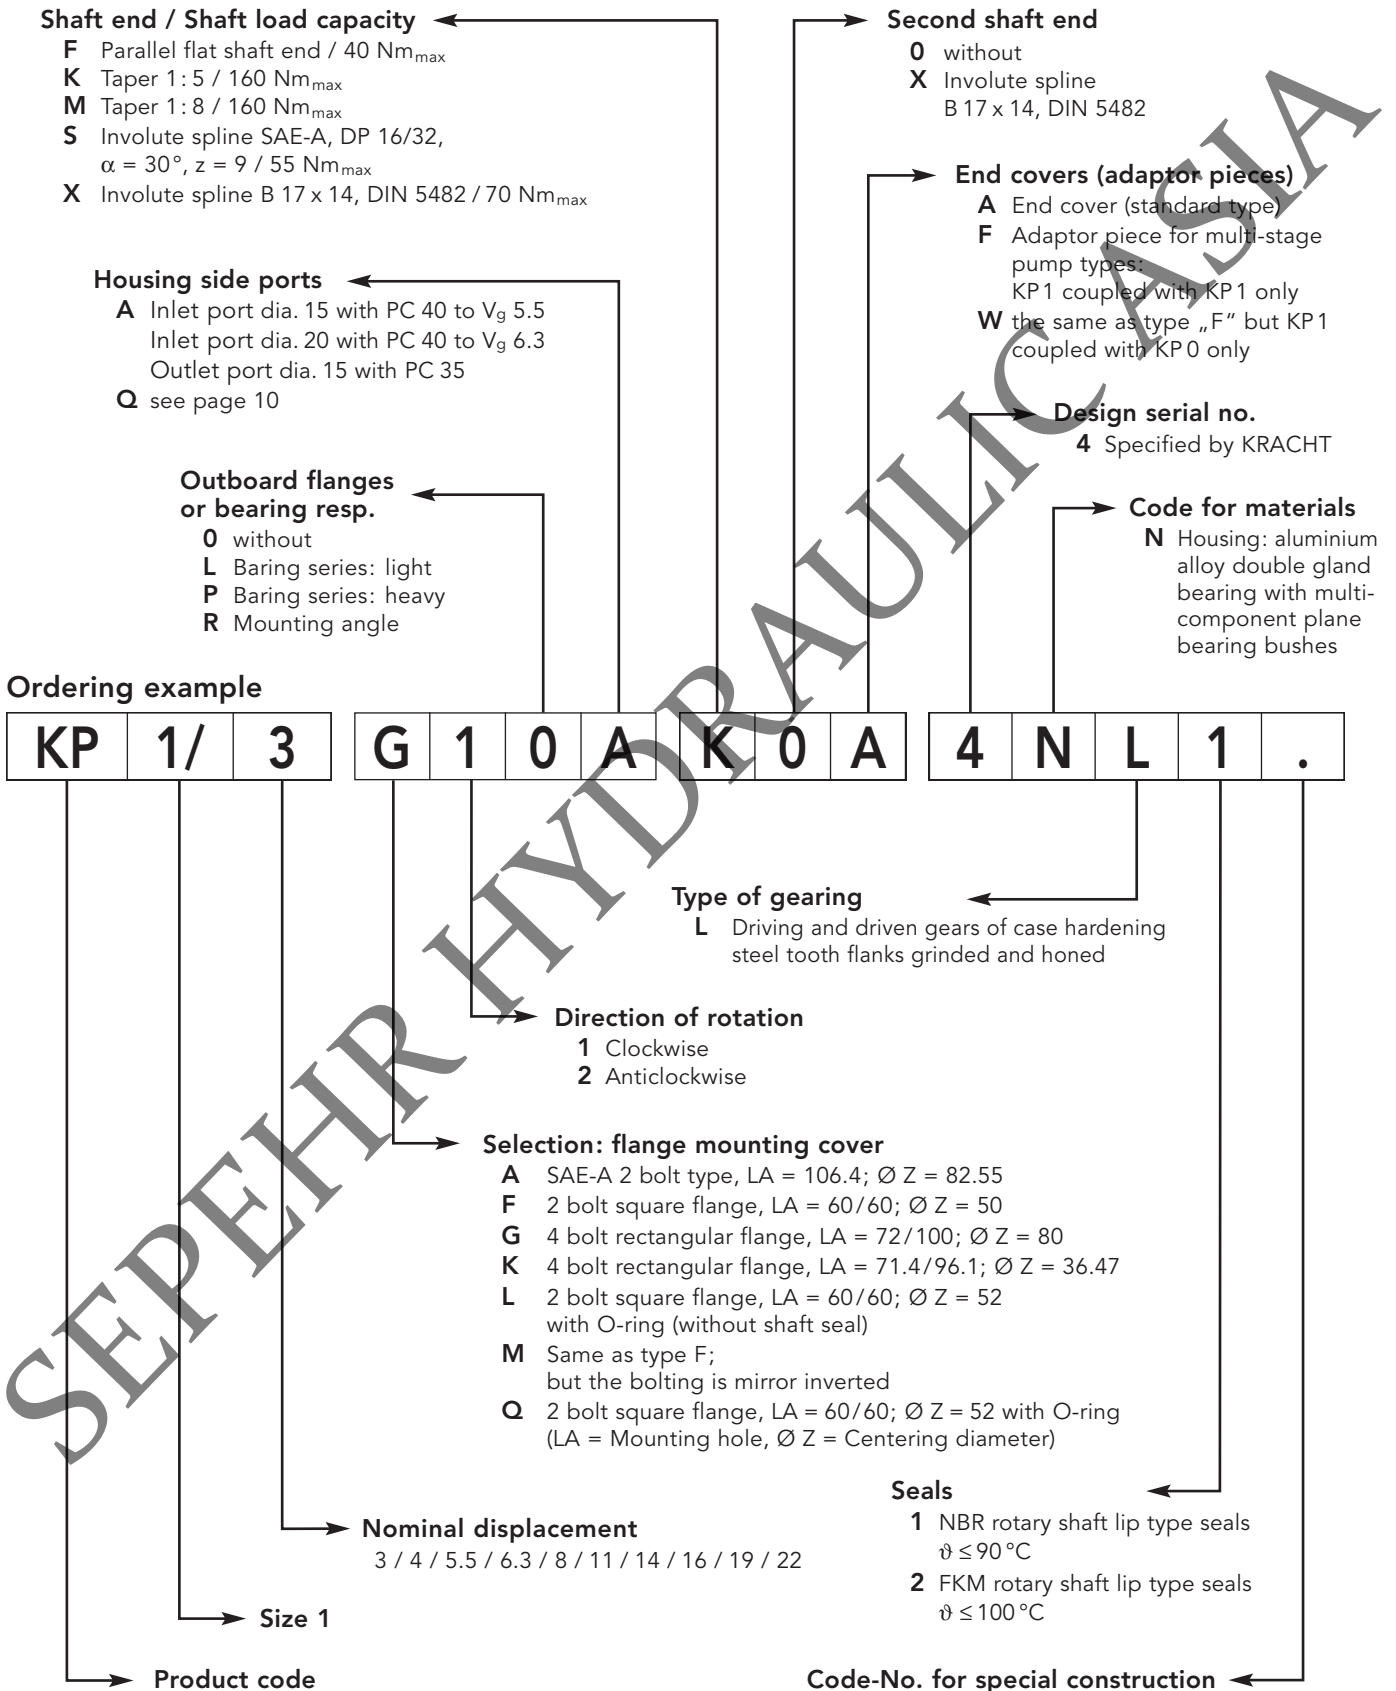 Shaft end / Shaft load capacity
F Parallel flat shaft end / 40 Nmmax
K Taper 1:5 / 160 Nmmax
M Taper 1:8 / 160 Nmmax
S Involute spline SAE-A, DP 16/32,
α = 30°, z = 9 / 55 Nmmax
X Involute spline B 17 x 14, DIN 5482 / 70 Nmmax
Second shaft end
0 without
X Involute spline
B 17 x 14, DIN 5482
End covers (adaptor pieces)
A End cover (standard type)
F Adaptor piece for multi-stage
pump types:
KP1 coupled with KP1 only
W the same as type „F“ but KP1
coupled with KP0 only
Housing side ports
A Inlet port dia. 15 with PC 40 to Vg 5.5
Inlet port dia. 20 with PC 40 to Vg 6.3
Outlet port dia. 15 with PC 35
Q see page 10
Design serial no.
4 Specified by KRACHT
Outboard flanges
or bearing resp.
0 without
L Baring series: light
P Baring series: heavy
R Mounting angle
Code for materials
N Housing: aluminium
alloy double gland
bearing with multi-
component plane
bearing bushes
Ordering example
KP 1/ 3 G 1 0 A K 0 A 4 N L 1 .
Type of gearing
L Driving and driven gears of case hardening
steel tooth flanks grinded and honed
Direction of rotation
1 Clockwise
2 Anticlockwise
Selection: flange mounting cover
A SAE-A 2 bolt type, LA = 106.4; Ø Z = 82.55
F 2 bolt square flange, LA = 60/60; Ø Z = 50
G 4 bolt rectangular flange, LA = 72/100; Ø Z = 80
K 4 bolt rectangular flange, LA = 71.4/96.1; Ø Z = 36.47
L 2 bolt square flange, LA = 60/60; Ø Z = 52
with O-ring (without shaft seal)
M Same as type F;
but the bolting is mirror inverted
Q 2 bolt square flange, LA = 60/60; Ø Z = 52 with O-ring
(LA = Mounting hole, Ø Z = Centering diameter)
Seals
1 NBR rotary shaft lip type seals
ϑ ≤ 90 °C
2 FKM rotary shaft lip type seals
ϑ ≤ 100 °C
Nominal displacement
3 / 4 / 5.5 / 6.3 / 8 / 11 / 14 / 16 / 19 / 22
Size 1
Product code
Code-No. for special construction
SEPEHR HYDRAULIC ASIA